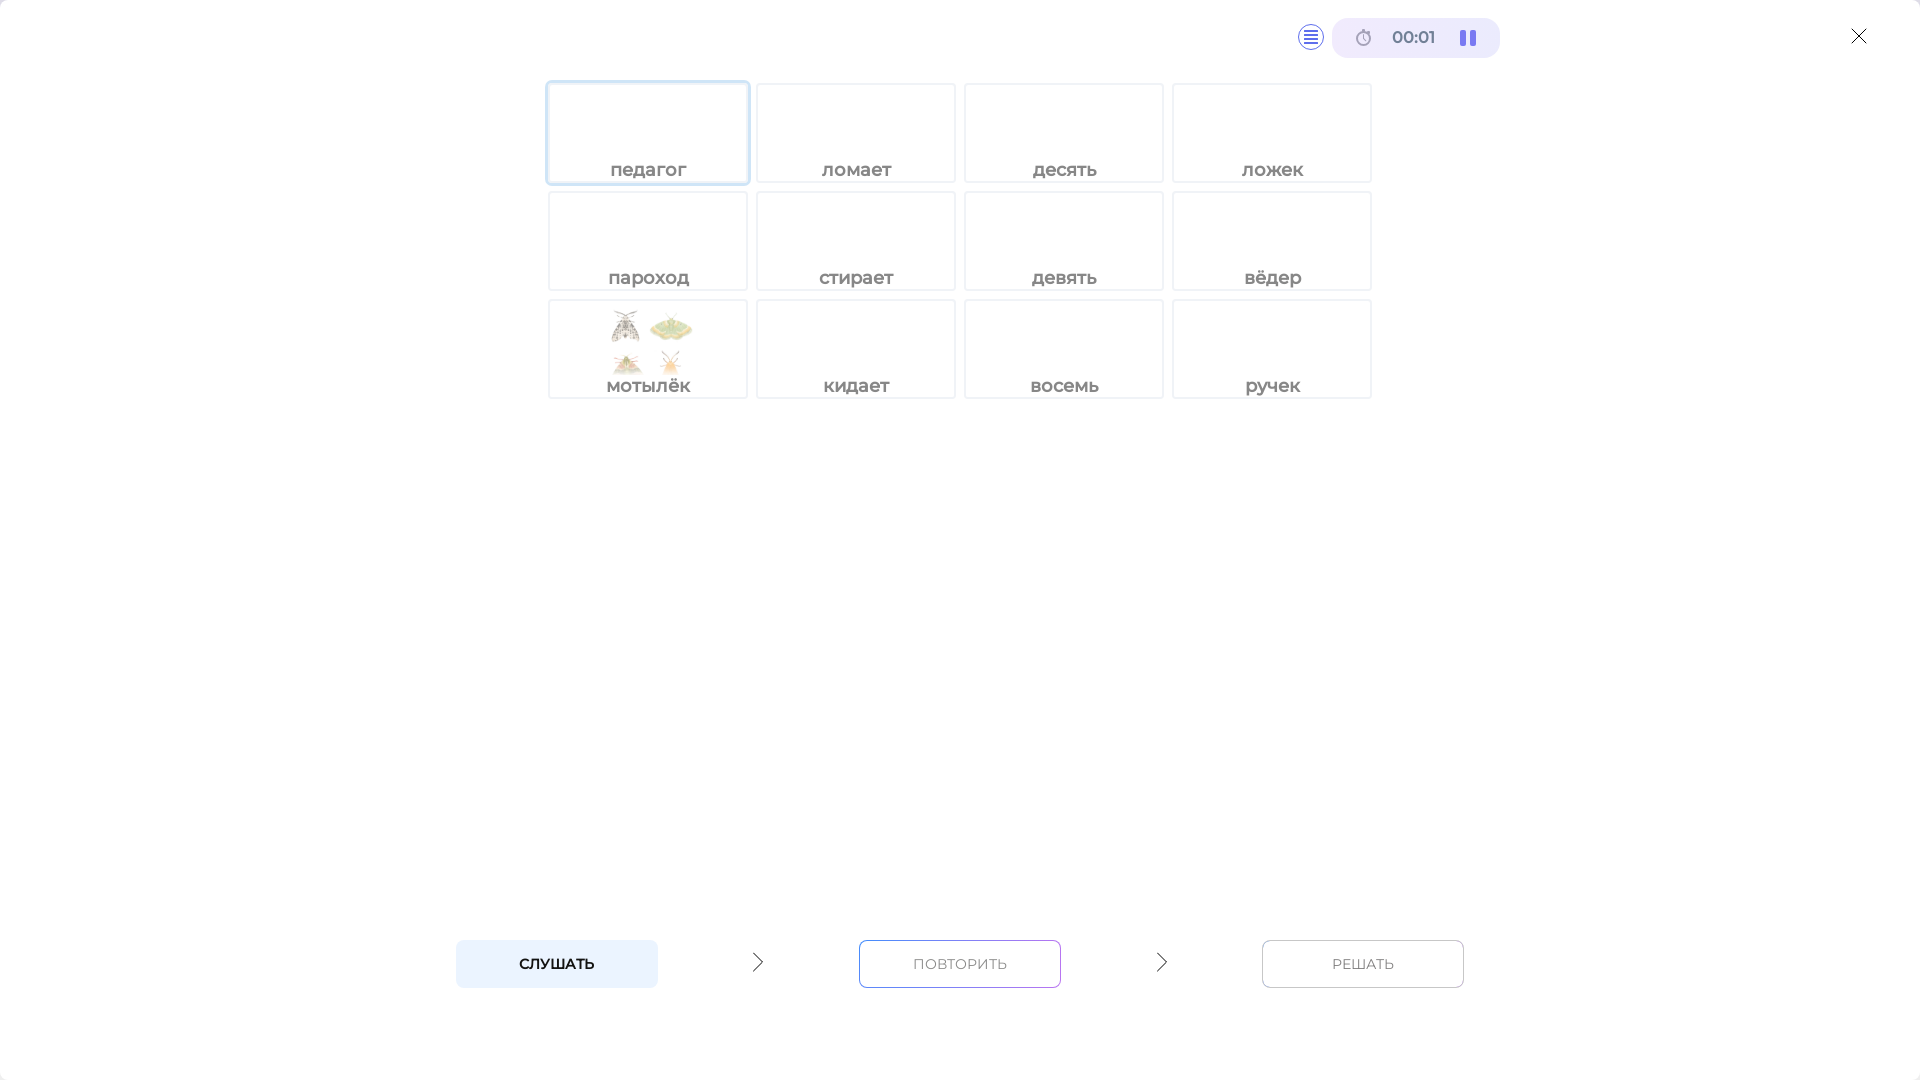 00:01
педагог ломает десять ложек
пароход стирает девять вёдер
мотылёк кидает восемь ручек
СЛУШАТЬ ПОВТОРИТЬ РЕШАТЬ